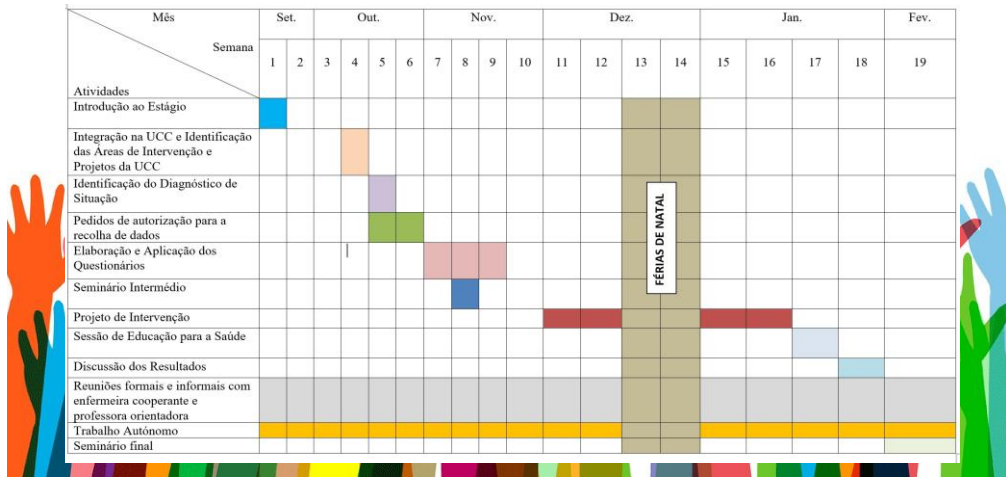 Mês Set. Out. Nov. Dez. Jan. Fev.
Semana
1 2 3 4 5 6 7 8 9 10 11 12 13 14 15 16 17 18 19
Atividades
Introdução ao Estágio
Integração na UCC e Identificação
das Áreas de Intervenção e
Projetos da UCC
Identificação do Diagnóstico de
Situação
Pedidos de autorização para a
recolha de dados
Elaboração e Aplicação dos
Questionários
Seminário Intermédio
Projeto de Intervenção
Sessão de Educação para a Saúde
Discussão dos Resultados
Reuniões formais e informais com
enfermeira cooperante e
professora orientadora
Trabalho Autónomo
Seminário final
FÉRIAS DE NATAL